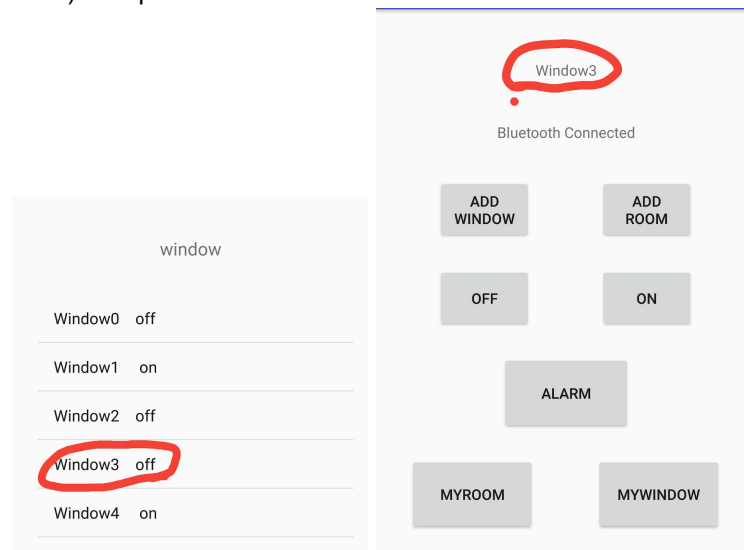 window
Window0 off
Window1 on
Window2 off
Window3 off
Window4 on
Window3
Bluetooth Connected
ADD WINDOW
ADD ROOM
OFF
ON
ALARM
MYROOM
MYWINDOW